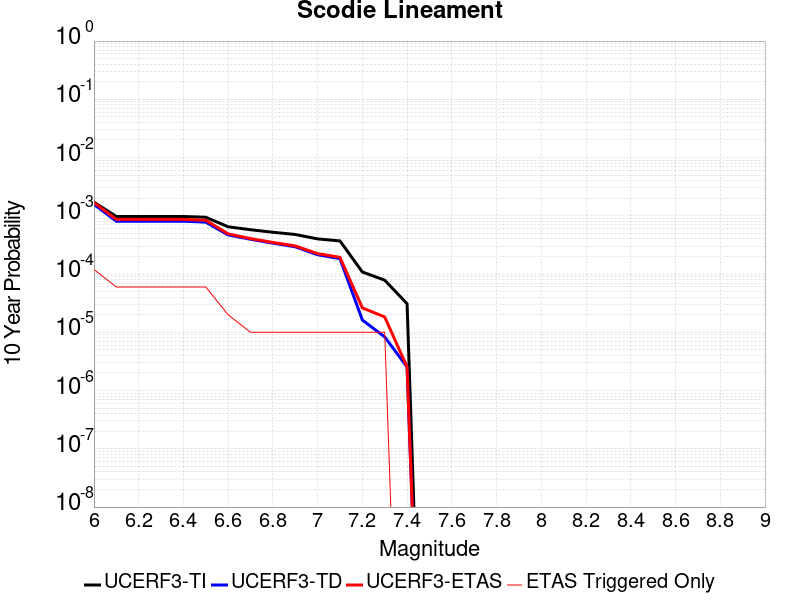 Scodie Lineament
10 Year Probability
10^0
10^-1
10^-2
10^-3
10^-4
10^-5
10^-6
10^-7
10^-8
6 6.2 6.4 6.6 6.8 7 7.2 7.4 7.6 7.8 8 8.2 8.4 8.6 8.8 9
Magnitude
UCERF3-TI UCERF3-TD UCERF3-ETAS ETAS Triggered Only